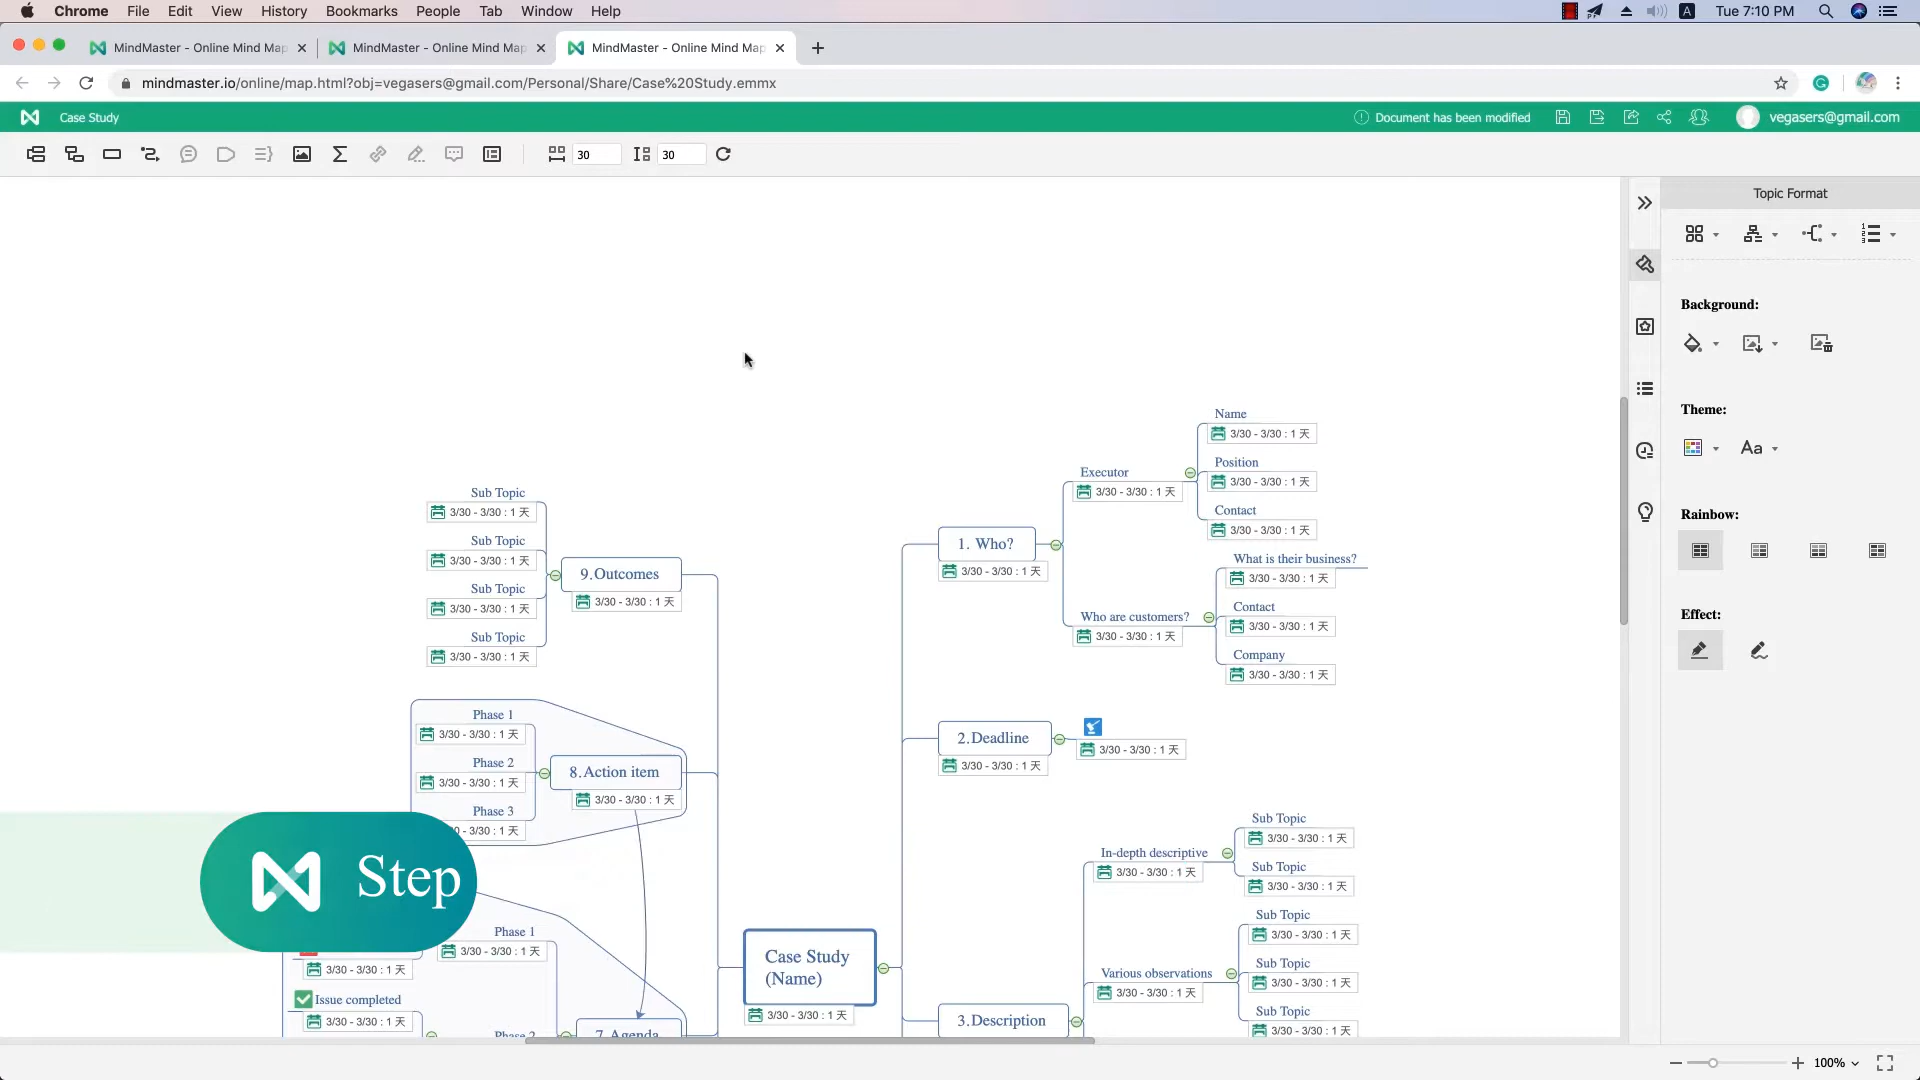 Chrome File Edit View History Bookmarks People Tab Window Help
A Tue 7:10 PM
MindMaster - Online Mind Map
MindMaster - Online Mind Map
MindMaster - Online Mind Map
mindmaster.io/online/map.html?obj=vegasers@gmail.com/Personal/Share/Case%20Study.emmx
Case Study
Document has been modified
vegasers@gmail.com
30
30
Topic Format
Background:
Theme:
Aa
Rainbow:
Effect:
Name
3/30 - 3/30 : 1 天
Position
3/30 - 3/30 : 1 天
Contact
3/30 - 3/30 : 1 天
Executor
3/30 - 3/30 : 1 天
1. Who?
3/30 - 3/30 : 1 天
What is their business?
3/30 - 3/30 : 1 天
Contact
3/30 - 3/30 : 1 天
Company
3/30 - 3/30 : 1 天
Who are customers?
3/30 - 3/30 : 1 天
Sub Topic
3/30 - 3/30 : 1 天
Sub Topic
3/30 - 3/30 : 1 天
Sub Topic
3/30 - 3/30 : 1 天
Sub Topic
3/30 - 3/30 : 1 天
9.Outcomes
3/30 - 3/30 : 1 天
2.Deadline
3/30 - 3/30 : 1 天
3/30 - 3/30 : 1 天
Phase 1
3/30 - 3/30 : 1 天
Phase 2
3/30 - 3/30 : 1 天
Phase 3
0 - 3/30 : 1 天
8.Action item
3/30 - 3/30 : 1 天
Step
Sub Topic
3/30 - 3/30 : 1 天
Sub Topic
3/30 - 3/30 : 1 天
In-depth descriptive
3/30 - 3/30 : 1 天
Sub Topic
3/30 - 3/30 : 1 天
Sub Topic
3/30 - 3/30 : 1 天
Sub Topic
3/30 - 3/30 : 1 天
Various observations
3/30 - 3/30 : 1 天
Phase 1
3/30 - 3/30 : 1 天
3/30 - 3/30 : 1 天
Issue completed
3/30 - 3/30 : 1 天
Phase 2
7.Agenda
Case Study
(Name)
3/30 - 3/30 : 1 天
3.Description
100%